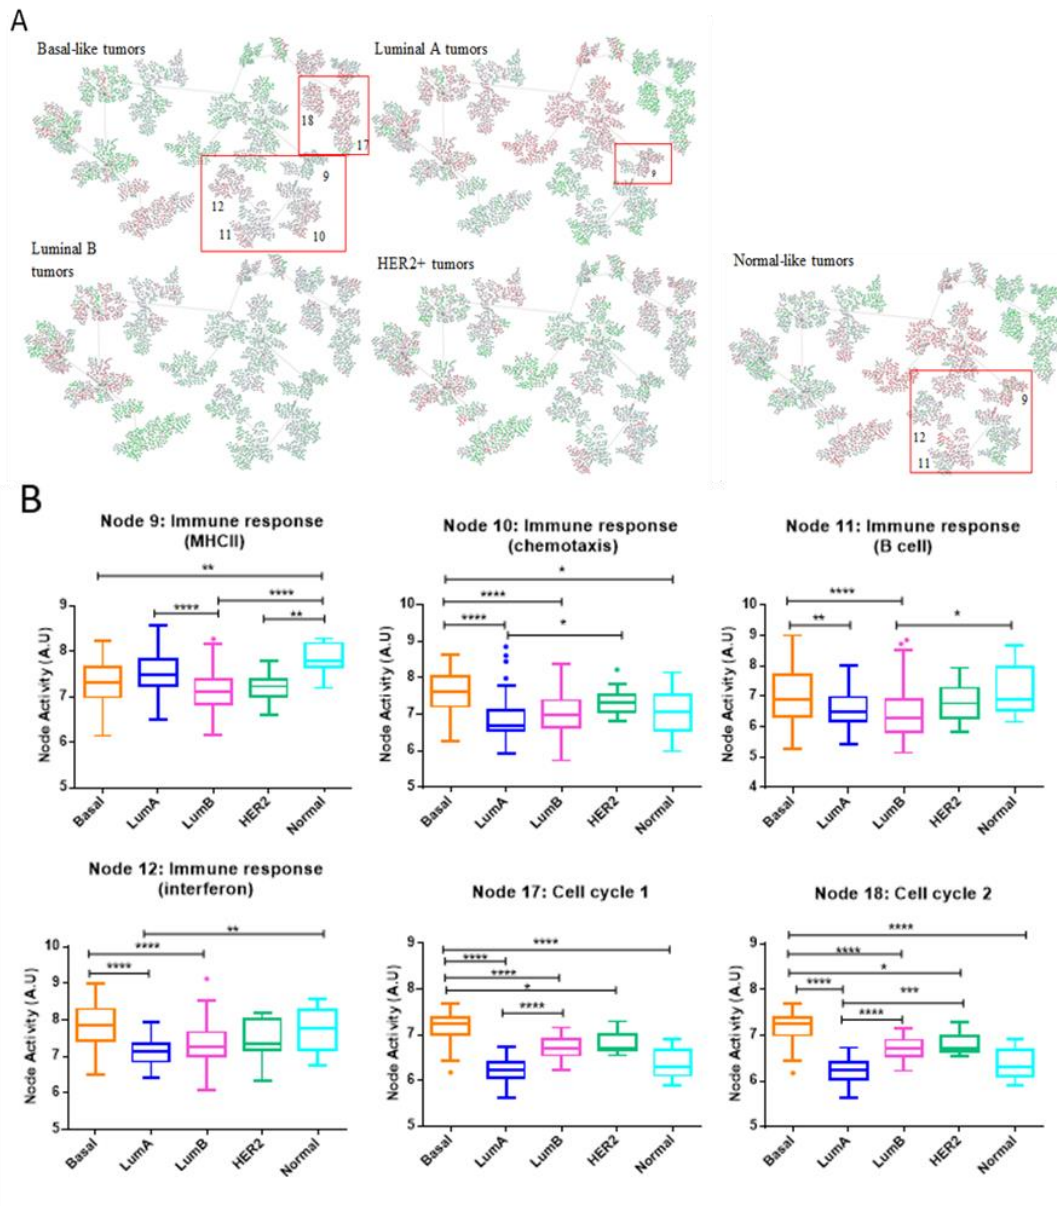 A
Basal-like tumors
Luminal A tumors
18
17
9
9
12
11
10
Luminal B
tumors
HER2+ tumors
Normal-like tumors
9
12
11
B
Node 9: Immune response
(MHCII)
**
****
****
**
Node Activity (A.U)
9
8
7
6
5
Basal
LumA
LumB
HER2
Normal
Node 10: Immune response
(chemotaxis)
*
****
****
*
Node Activity (A.U)
10
9
8
7
6
5
Basal
LumA
LumB
HER2
Normal
Node 11: Immune response
(B cell)
****
**
*
Node Activity (A.U)
10
9
8
7
6
5
4
Basal
LumA
LumB
HER2
Normal
Node 12: Immune response
(interferon)
**
****
****
Node Activity (A.U)
10
9
8
7
6
5
Basal
LumA
LumB
HER2
Normal
Node 17: Cell cycle 1
****
****
****
*
****
Node Activity (A.U)
9
8
7
6
5
Basal
LumA
LumB
HER2
Normal
Node 18: Cell cycle 2
****
****
*
****
***
****
Node Activity (A.U)
9
8
7
6
5
Basal
LumA
LumB
HER2
Normal